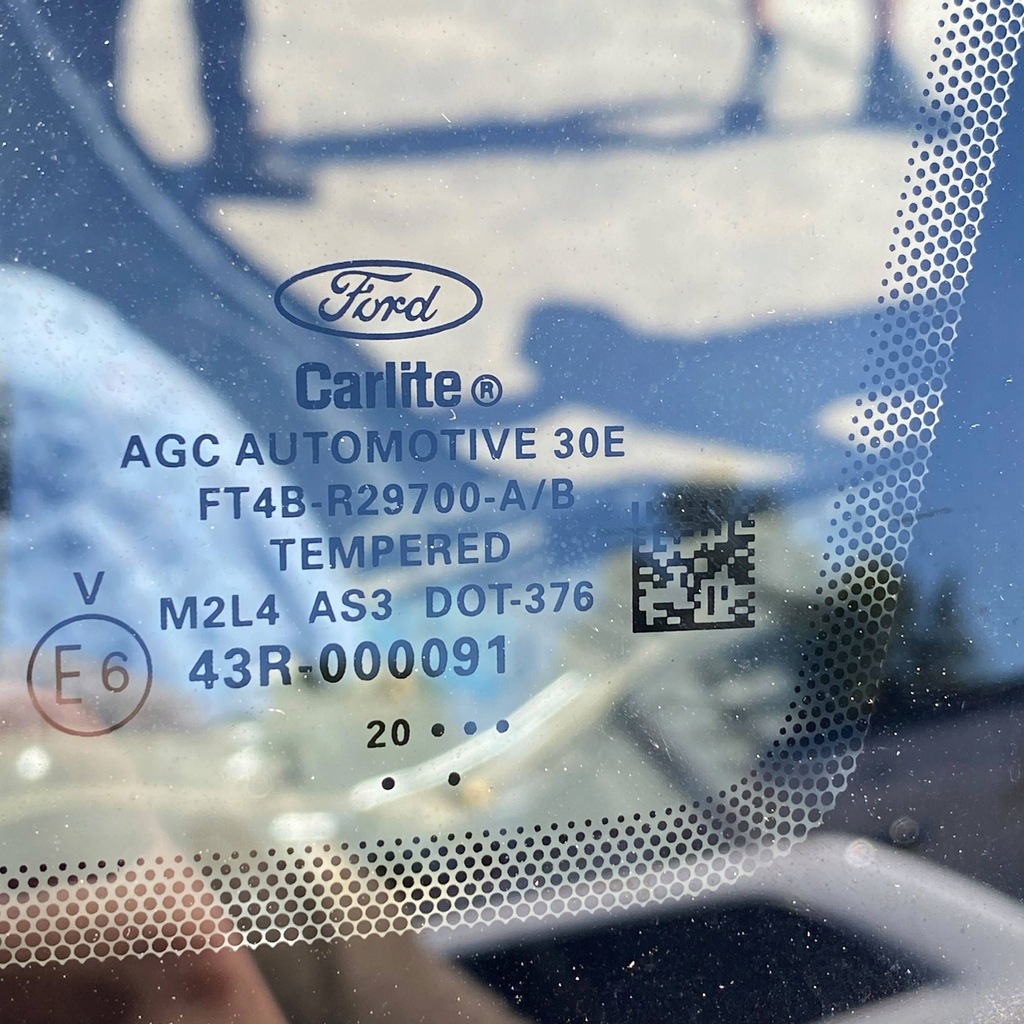 Ford
Carlite®
AGC AUTOMOTIVE 30E
FT4B-R29700-A/B
TEMPERED
V
M2L4 AS3 DOT-376
E6
43R-000091
20